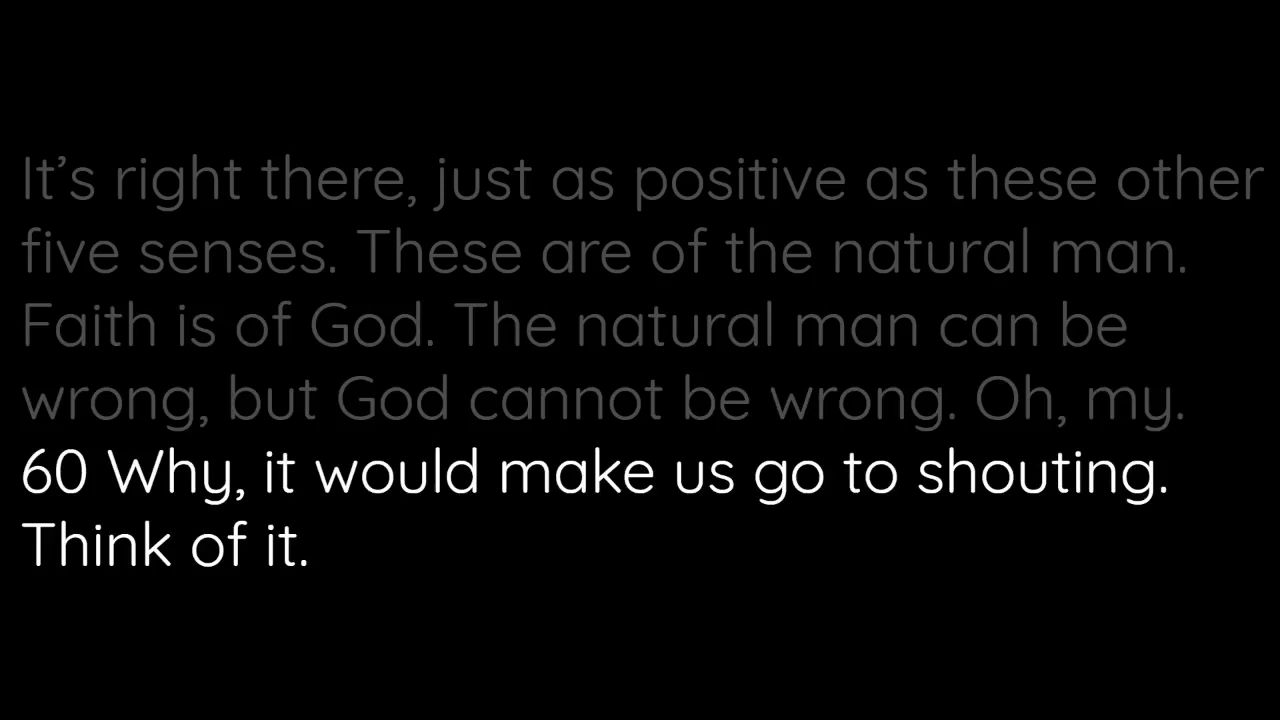 It’s right there, just as positive as these other
five senses. These are of the natural man.
Faith is of God. The natural man can be
wrong, but God cannot be wrong. Oh, my.
60 Why, it would make us go to shouting.
Think of it.